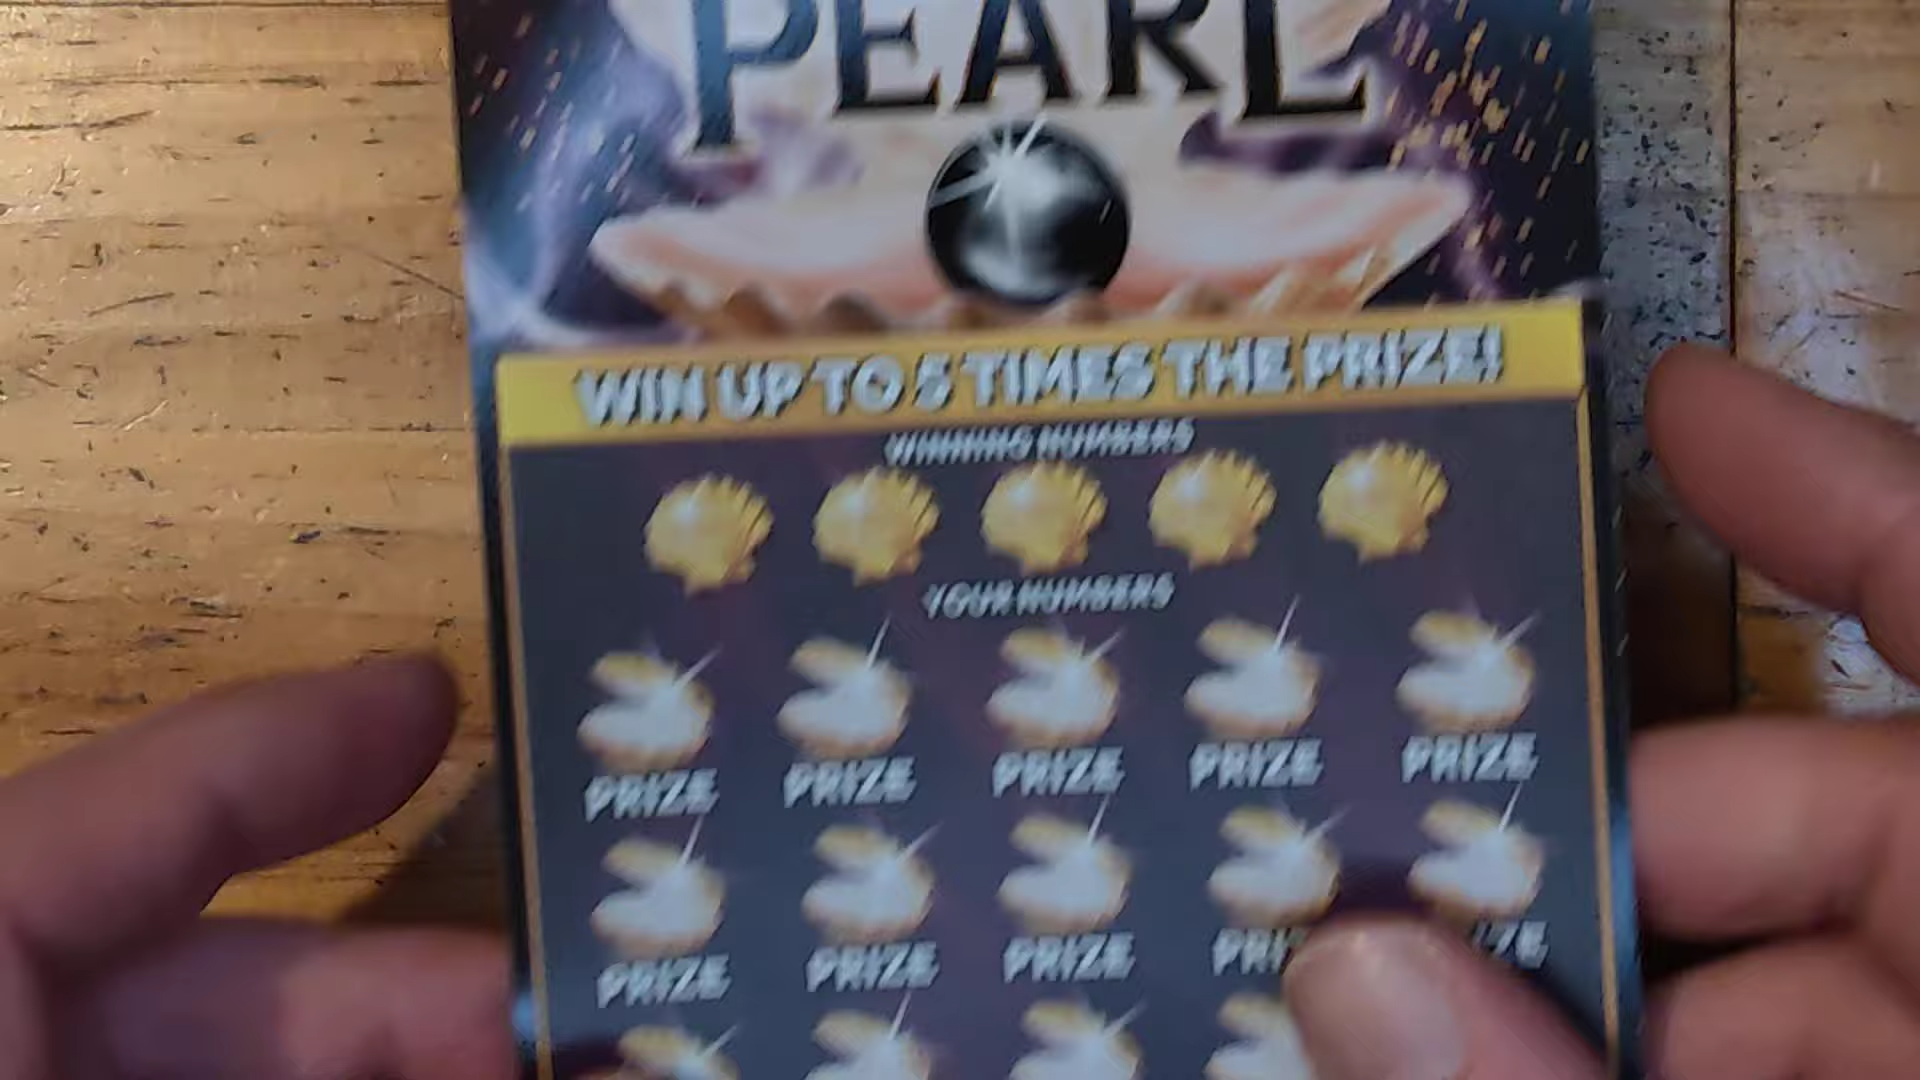 PEARL
WIN UP TO 5 TIMES THE PRIZE!
WINNING NUMBERS
YOUR NUMBERS
PRIZE PRIZE PRIZE PRIZE PRIZE
PRIZE PRIZE PRIZE